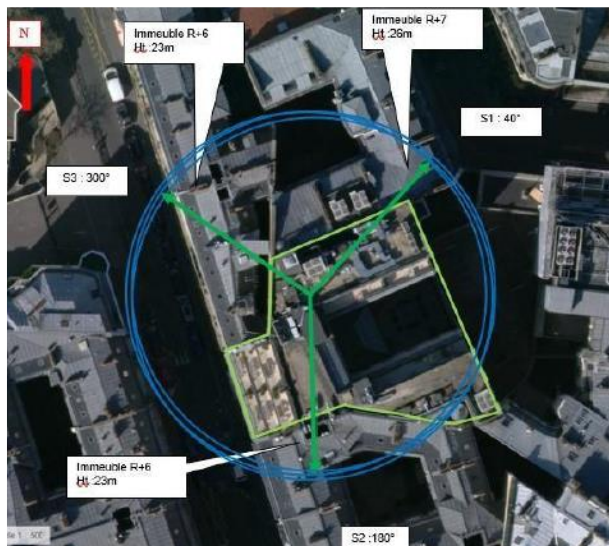 N
Immeuble R+6
Ht :23m
Immeuble R+7
Ht :26m
S1 : 40°
S3 : 300°
Immeuble R+6
Ht :23m
S2 :180°